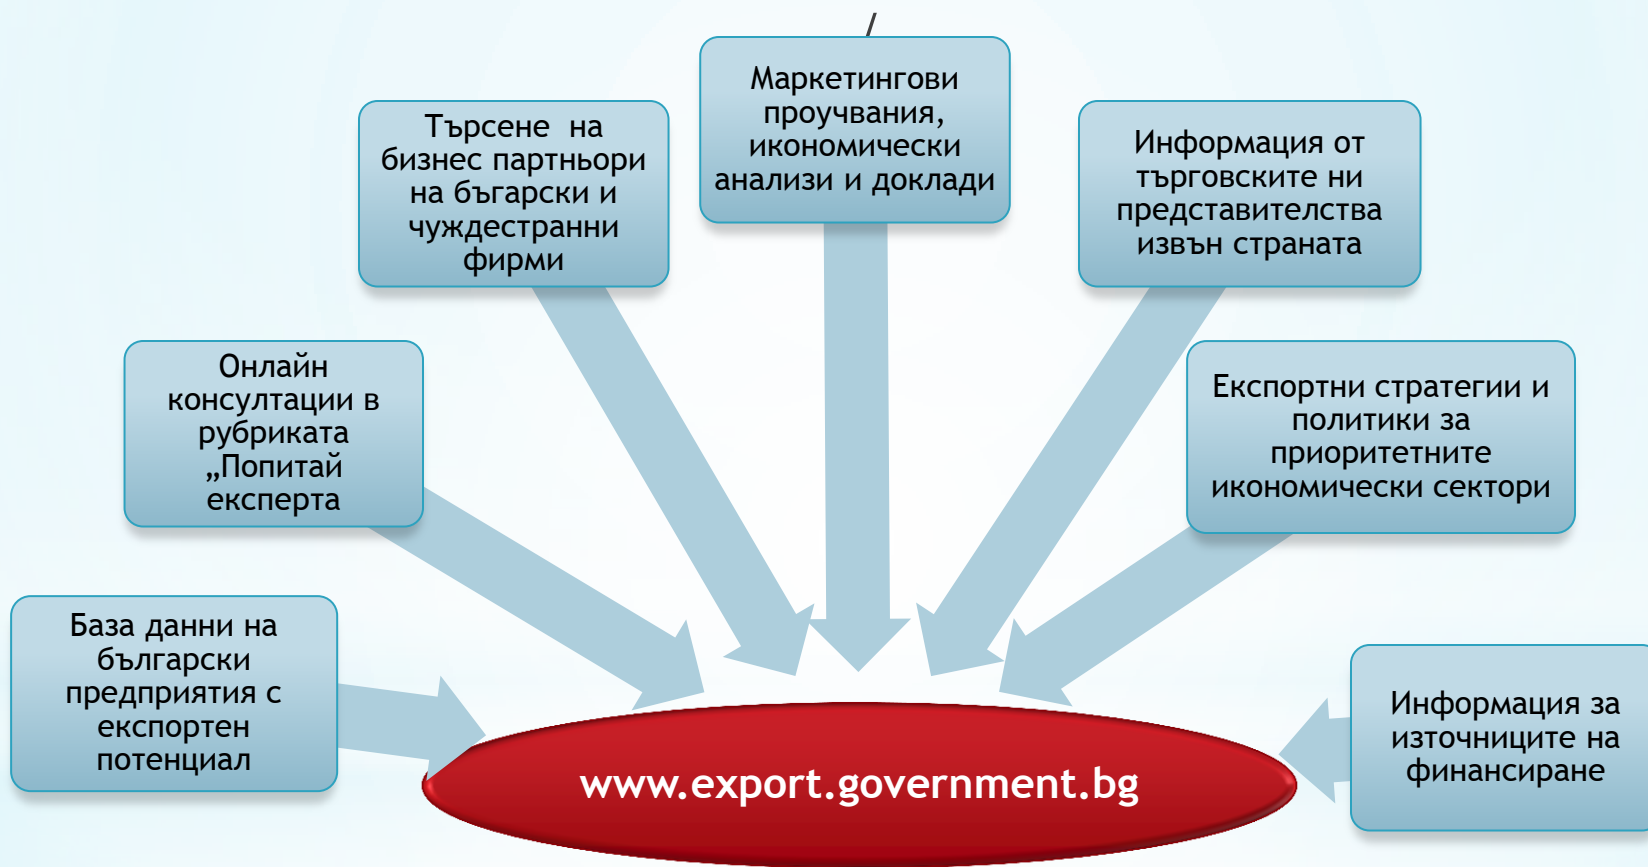 /
Маркетингови
проучвания,
икономически
анализи и доклади
Търсене на
бизнес партньори
на бъгарски и
чуждестранни
фирми
Информация от
търговските ни
представителства
извън страната
Онлайн
консултации в
рубриката
„Попитай
експерта
Експортни стратегии и
политики за
приоритетните
икономически сектори
База данни на
български
предприятия с
експортен
потенциал
Информация за
източниците на
финансиране
www.export.government.bg